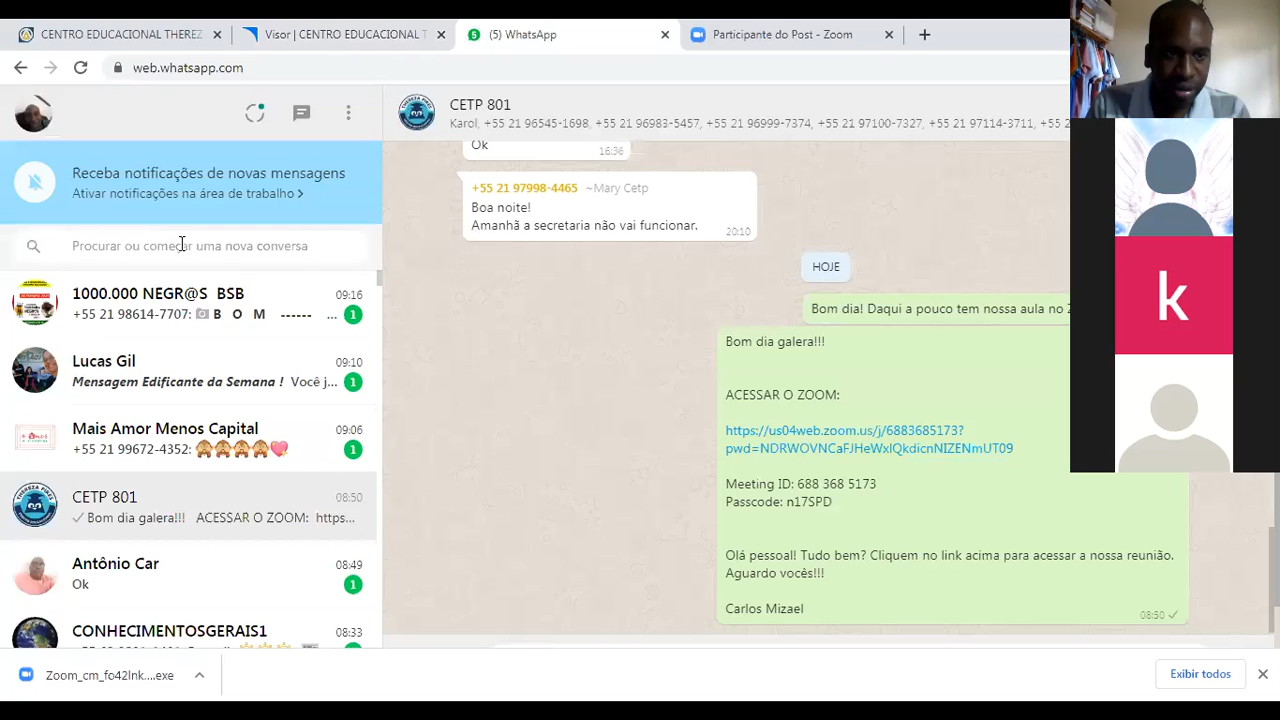 CENTRO EDUCACIONAL THEREZ
Visor | CENTRO EDUCACIONAL T
(5) WhatsApp
Participante do Post - Zoom
web.whatsapp.com
CETP 801
Karol, +55 21 96545-1698, +55 21 96983-5457, +55 21 96999-7374, +55 21 97100-7327, +55 21 97114-3711, +55 2
Receba notificações de novas mensagens
Ativar notificações na área de trabalho >
Procurar ou começar uma nova conversa
1000.000 NEGR@S BSB 09:16
+55 21 98614-7707: B O M ------ ... 1
Lucas Gil 09:10
Mensagem Edificante da Semana ! Você j... 1
Mais Amor Menos Capital 09:06
+55 21 99672-4352: 🙈🙈🙈🙈💖 1
CETP 801 08:50
Bom dia galera!!! ACESSAR O ZOOM: https...
Antônio Car 08:49
Ok 1
CONHECIMENTOSGERAIS1 08:33
Ok 16:36
+55 21 97998-4465 ~Mary Cetp
Boa noite!
Amanhã a secretaria não vai funcionar. 20:10
HOJE
Bom dia! Daqui a pouco tem nossa aula no Z
Bom dia galera!!!
ACESSAR O ZOOM:
https://us04web.zoom.us/j/6883685173?
pwd=NDRWOVNCaFJHeWxIQkdicnNIZENmUT09
Meeting ID: 688 368 5173
Passcode: n17SPD
Olá pessoal! Tudo bem? Cliquem no link acima para acessar a nossa reunião.
Aguardo vocês!!!
Carlos Mizael 08:50
k
Zoom_cm_fo42lnk....exe
Exibir todos